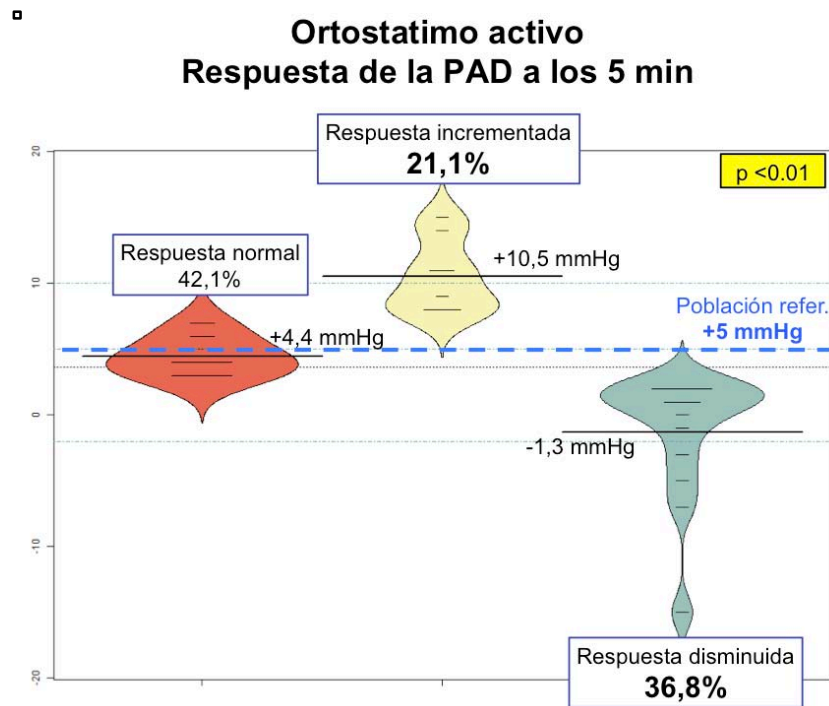 Ortostatimo activo
Respuesta de la PAD a los 5 min
Respuesta incrementada
21,1%
p <0.01
Respuesta normal
42,1%
+10,5 mmHg
Población refer.
+5 mmHg
+4,4 mmHg
-1,3 mmHg
Respuesta disminuida
36,8%
20
10
0
-10
-20